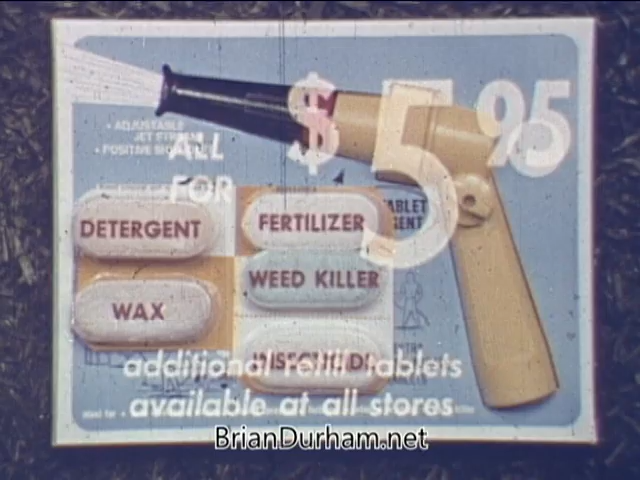 $5.95
• ADJUSTABLE
JET STREAM
• POSITIVE
ALL
FOR
DETERGENT
FERTILIZER
WEED KILLER
WAX
INSECTICIDE
additional refill tablets
available at all stores
BrianDurham.net